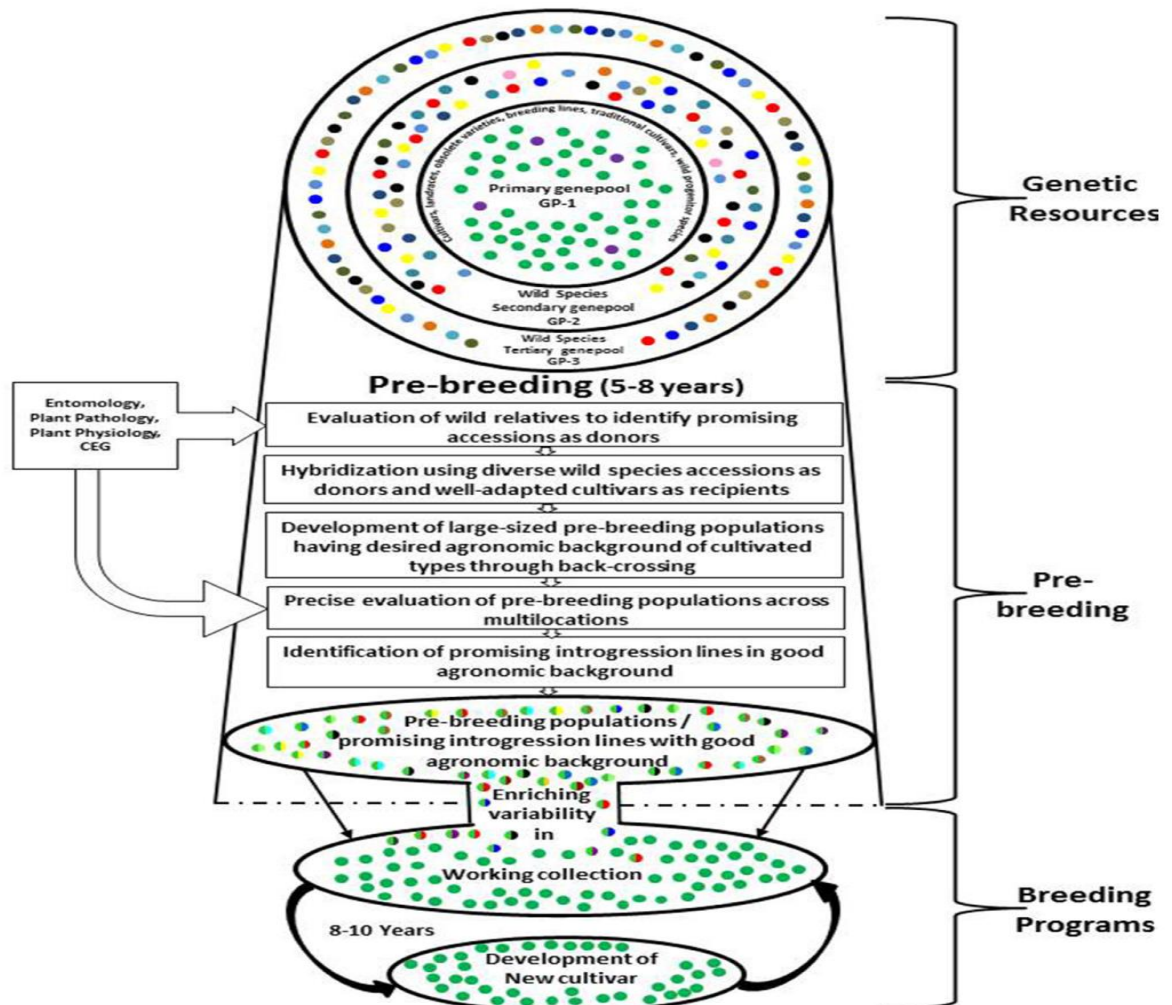 Cultivars, landraces, obsolete varieties, breeding lines, traditional cultivars, wild progenitor species
Primary genepool
GP-1
Wild Species
Secondary genepool
GP-2
Wild Species
Tertiary genepool
GP-3
Genetic
Resources
Pre-breeding (5-8 years)
Entomology,
Plant Pathology,
Plant Physiology,
CEG
Evaluation of wild relatives to identify promising
accessions as donors
Hybridization using diverse wild species accessions as
donors and well-adapted cultivars as recipients
Development of large-sized pre-breeding populations
having desired agronomic background of cultivated
types through back-crossing
Precise evaluation of pre-breeding populations across
multilocations
Identification of promising introgression lines in good
agronomic background
Pre-
breeding
Pre-breeding populations /
promising introgression lines with good
agronomic background
Enriching
variability
in
Working collection
8-10 Years
Development of
New cultivar
Breeding
Programs